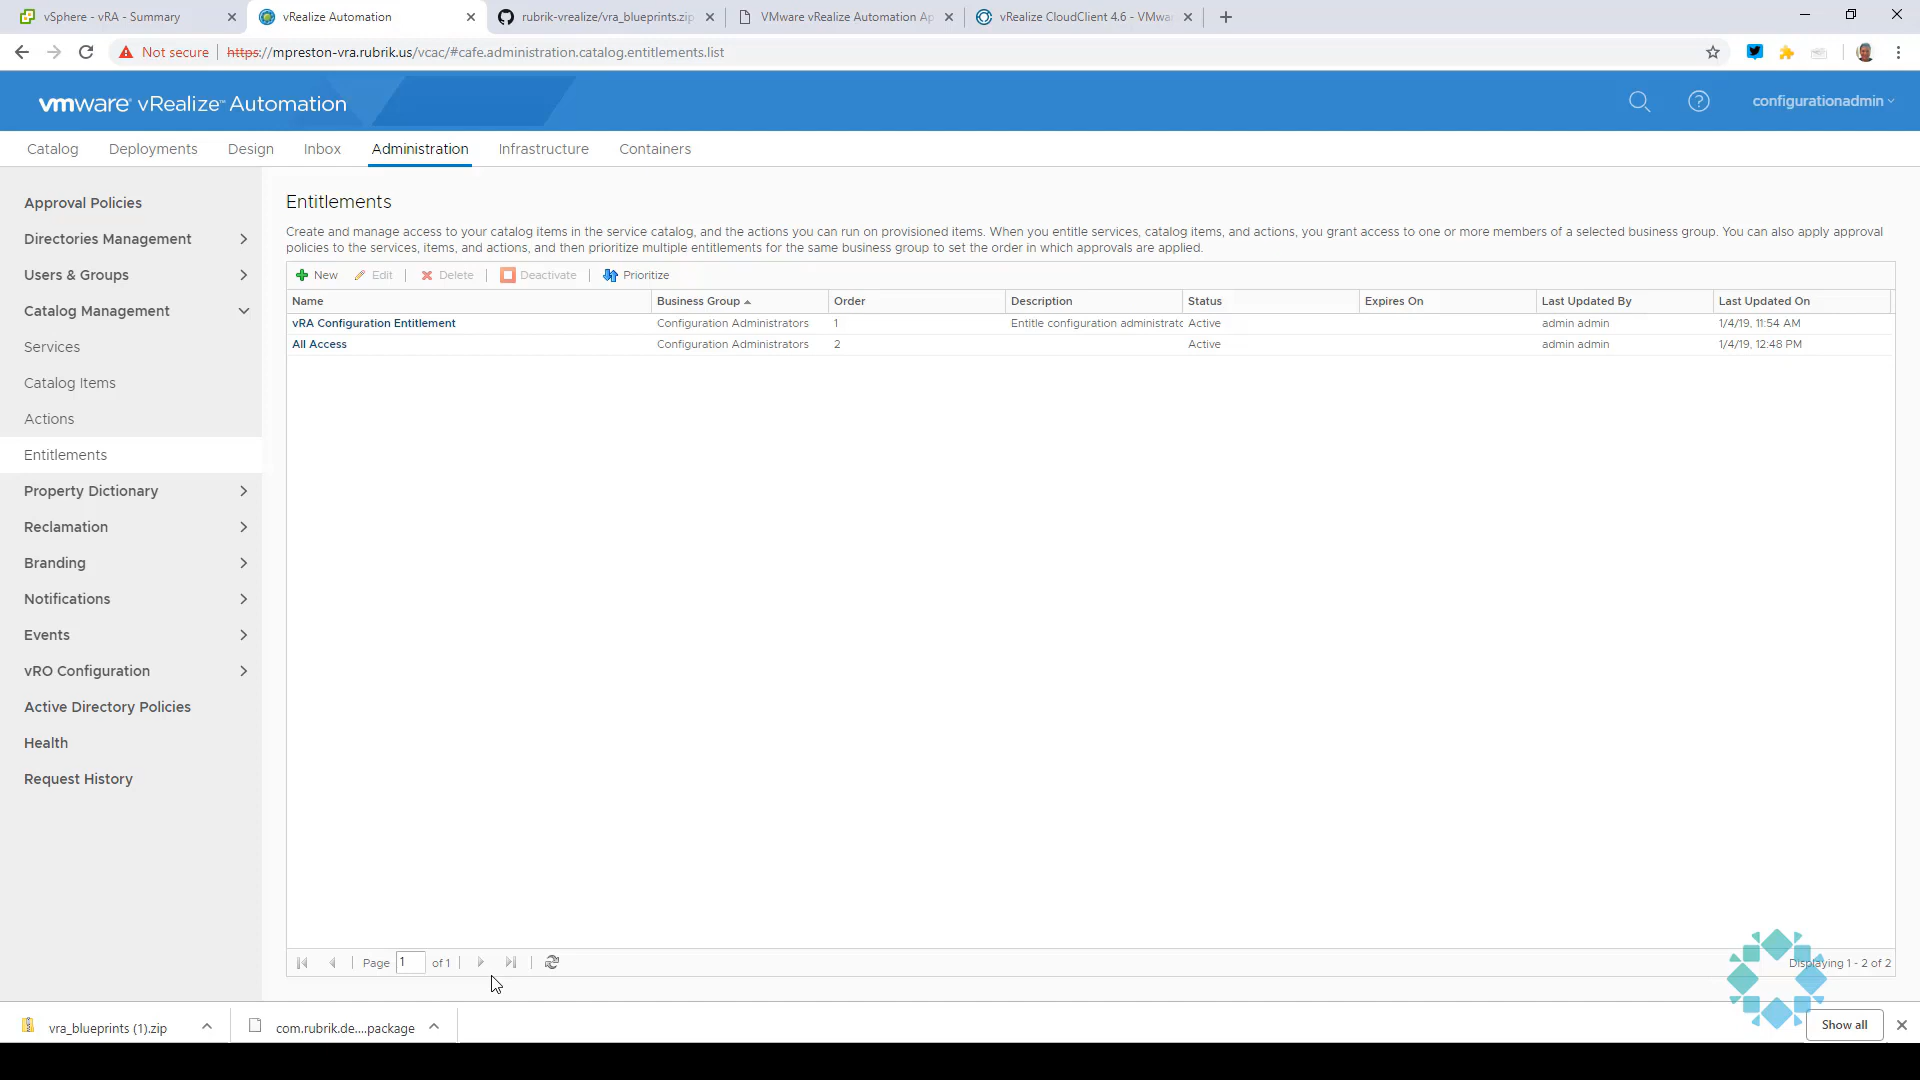 vSphere - vRA - Summary
vRealize Automation
rubrik-vrealize/vra_blueprints.zip
VMware vRealize Automation Ap
vRealize CloudClient 4.6 - VMwa
Not secure
https://mpreston-vra.rubrik.us/vcac/#cafe.administration.catalog.entitlements.list
vmware vRealize Automation
configurationadmin
Catalog Deployments Design Inbox Administration Infrastructure Containers
Approval Policies
Directories Management
Users & Groups
Catalog Management
Services
Catalog Items
Actions
Entitlements
Property Dictionary
Reclamation
Branding
Notifications
Events
vRO Configuration
Active Directory Policies
Health
Request History
Entitlements
Create and manage access to your catalog items in the service catalog, and the actions you can run on provisioned items. When you entitle services, catalog items, and actions, you grant access to one or more members of a selected business group. You can also apply approval
policies to the services, items, and actions, and then prioritize multiple entitlements for the same business group to set the order in which approvals are applied.
New Edit Delete Deactivate Prioritize
Name Business Group Order Description Status Expires On Last Updated By Last Updated On
vRA Configuration Entitlement Configuration Administrators 1 Entitle configuration administratc Active admin admin 1/4/19, 11:54 AM
All Access Configuration Administrators 2 Active admin admin 1/4/19, 12:48 PM
Page 1 of 1
Displaying 1 - 2 of 2
vra_blueprints (1).zip
com.rubrik.de....package
Show all